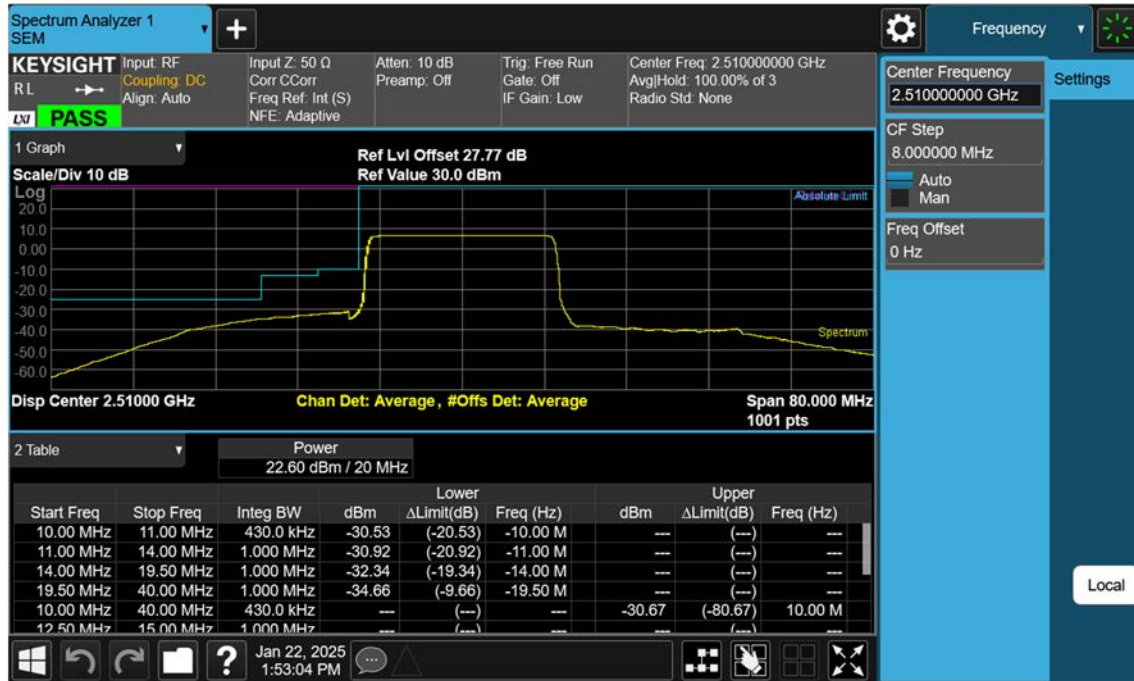 Spectrum Analyzer 1
SEM
Frequency
KEYSIGHT
RL
LXI
PASS
Input: RF
Coupling: DC
Align: Auto
Input Z: 50 Ω
Corr CCorr
Freq Ref: Int (S)
NFE: Adaptive
Atten: 10 dB
Preamp: Off
Trig: Free Run
Gate: Off
IF Gain: Low
Center Freq: 2.510000000 GHz
Avg|Hold: 100.00% of 3
Radio Std: None
Center Frequency
2.510000000 GHz
Settings
CF Step
8.000000 MHz
Auto
Man
Freq Offset
0 Hz
Local
1 Graph
Ref Lvl Offset 27.77 dB
Scale/Div 10 dB
Ref Value 30.0 dBm
Log
Absolute Limit
20.0
10.0
0.00
-10.0
-20.0
-30.0
-40.0
Spectrum
-50.0
-60.0
Disp Center 2.51000 GHz
Chan Det: Average, #Offs Det: Average
Span 80.000 MHz
1001 pts
2 Table
Power
22.60 dBm / 20 MHz
Lower Upper
Start Freq Stop Freq Integ BW dBm ΔLimit(dB) Freq (Hz) dBm ΔLimit(dB) Freq (Hz)
10.00 MHz 11.00 MHz 430.0 kHz -30.53 (-20.53) -10.00 M --- (---) ---
11.00 MHz 14.00 MHz 1.000 MHz -30.92 (-20.92) -11.00 M --- (---) ---
14.00 MHz 19.50 MHz 1.000 MHz -32.34 (-19.34) -14.00 M --- (---) ---
19.50 MHz 40.00 MHz 1.000 MHz -34.66 (-9.66) -19.50 M --- (---) ---
10.00 MHz 40.00 MHz 430.0 kHz --- (---) --- -30.67 (-80.67) 10.00 M
12.50 MHz 15.00 MHz 1.000 MHz --- (---) --- --- (---) ---
?
Jan 22, 2025
1:53:04 PM